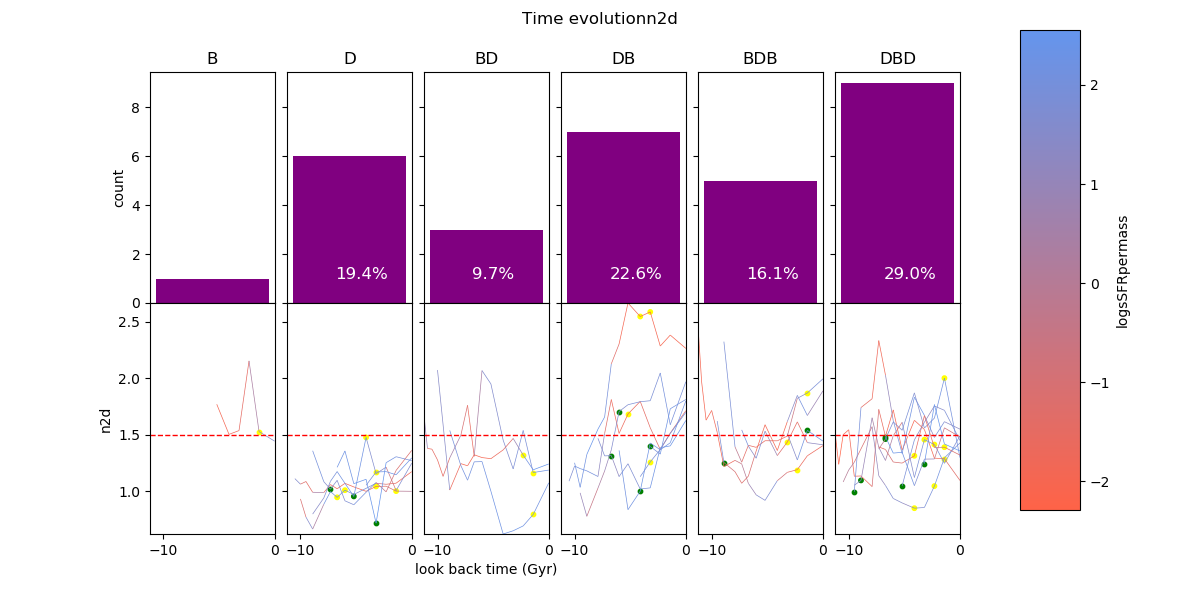 Time evolutionn2d
B D BD DB BDB DBD
8
6
4
2
0
count
19.4% 9.7% 22.6% 16.1% 29.0%
2.5
2.0
1.5
1.0
n2d
−10 0 −10 0 −10 0 −10 0 −10 0 −10 0
look back time (Gyr)
2
1
0
−1
−2
logsSFRpermass